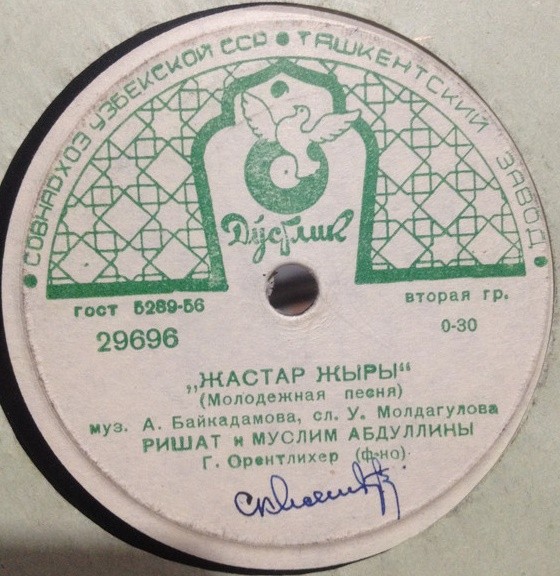 СОВНАРХОЗ УЗБЕКСКОЙ ССР • ТАШКЕНТСКИЙ ЗАВОД
Дӯстлик
ГОСТ 5289-56
вторая гр.
29696
0-30
„ЖАСТАР ЖЫРЫ“
(Молодежная песня)
муз. А. Байкадамова, сл. У. Молдагулова
РИШАТ и МУСЛИМ АБДУЛЛИНЫ
Г. Орентлихер (ф-но)